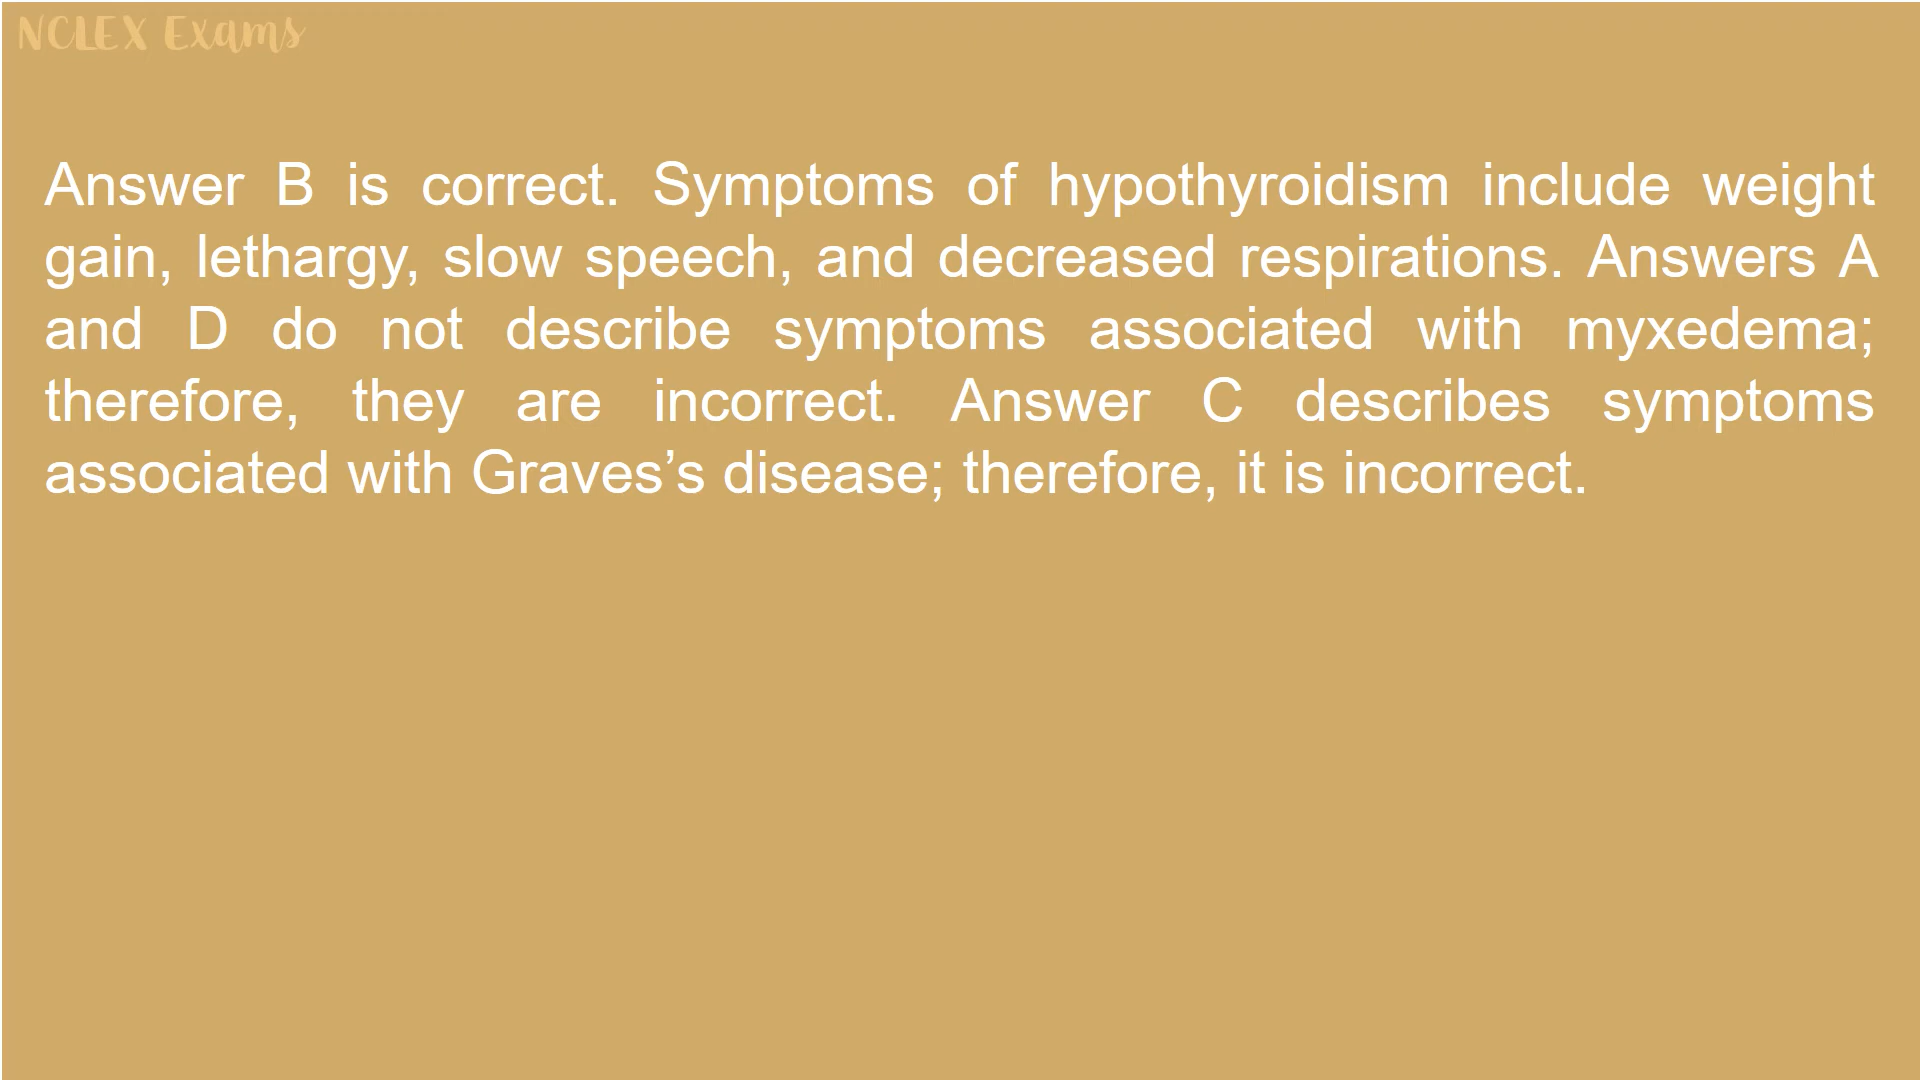 NCLEX Exams
Answer B is correct. Symptoms of hypothyroidism include weight
gain, lethargy, slow speech, and decreased respirations. Answers A
and D do not describe symptoms associated with myxedema;
therefore, they are incorrect. Answer C describes symptoms
associated with Graves’s disease; therefore, it is incorrect.